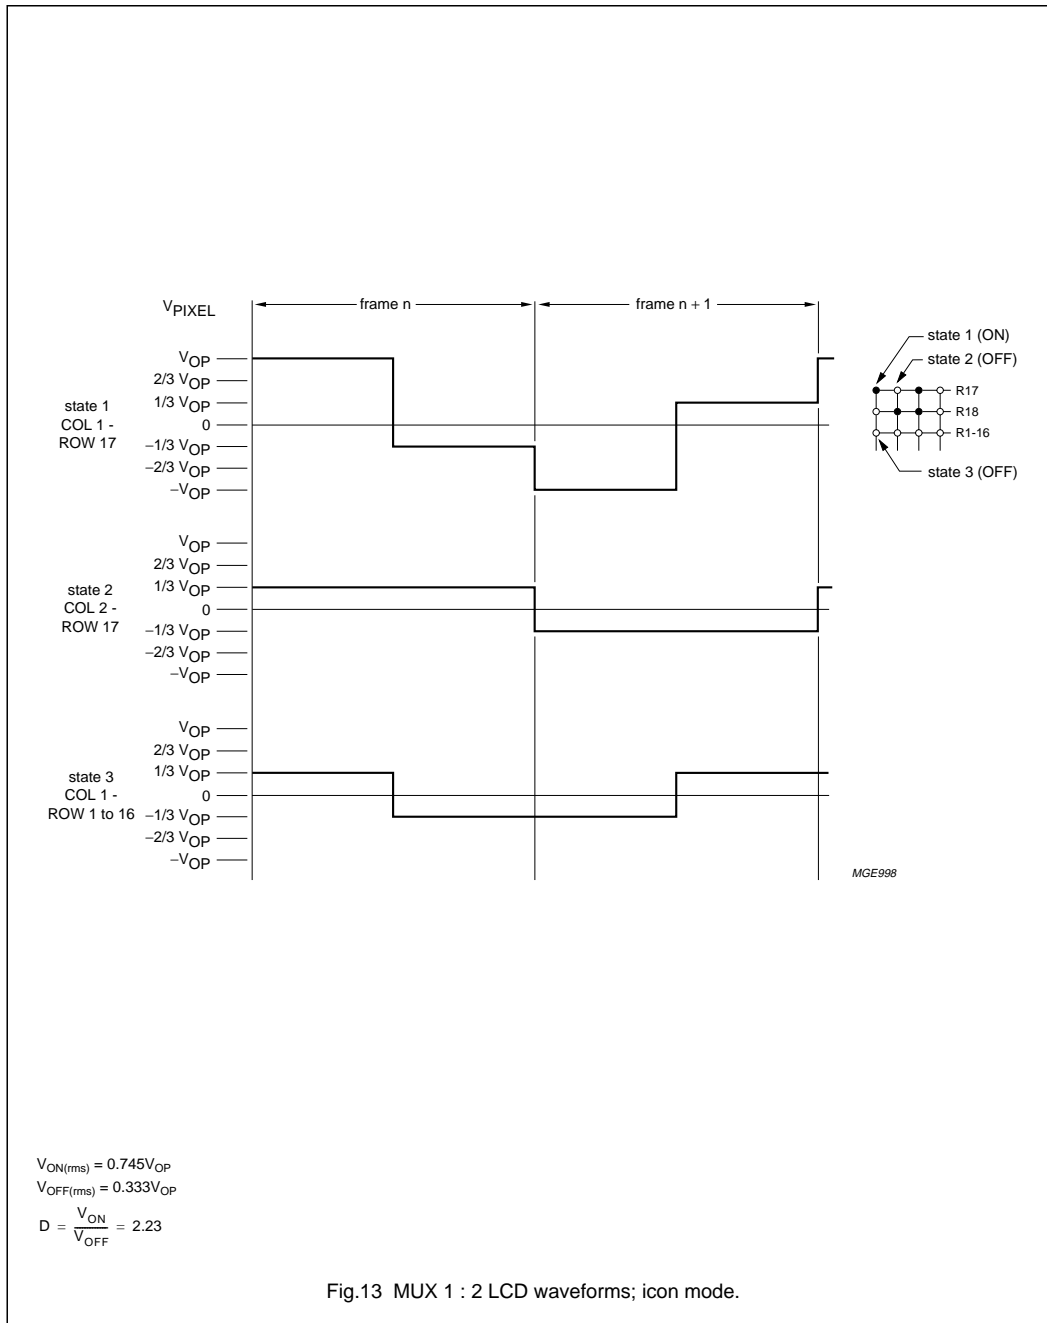 VPIXEL
frame n
frame n + 1
state 1
COL 1 -
ROW 17
VOP
2/3 VOP
1/3 VOP
0
−1/3 VOP
−2/3 VOP
−VOP
state 1 (ON)
state 2 (OFF)
R17
R18
R1-16
state 3 (OFF)
state 2
COL 2 -
ROW 17
VOP
2/3 VOP
1/3 VOP
0
−1/3 VOP
−2/3 VOP
−VOP
state 3
COL 1 -
ROW 1 to 16
VOP
2/3 VOP
1/3 VOP
0
−1/3 VOP
−2/3 VOP
−VOP
MGE998
VON(rms) = 0.745VOP
VOFF(rms) = 0.333VOP
D = VON / VOFF = 2.23
Fig.13 MUX 1 : 2 LCD waveforms; icon mode.